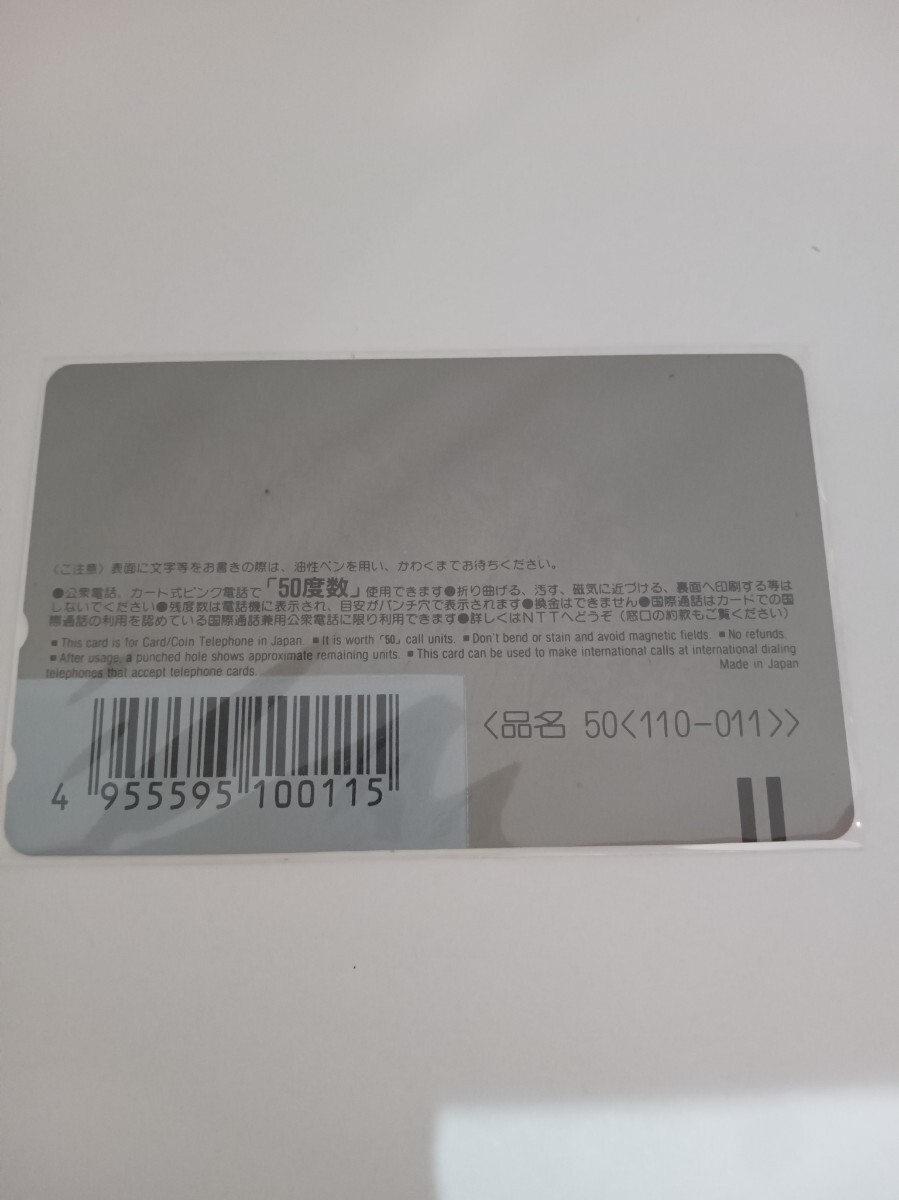 〈ご注意〉表面に文字等をお書きの際は、油性ペンを用い、かわくまでお待ちください。
●公衆電話、カード式ピンク電話で「50度数」使用できます●折り曲げる、汚す、磁気に近づける、裏面へ印刷する等は
しないでください●残度数は電話機に表示され、目安がパンチ穴で表示されます●換金はできません●国際通話はカードでの国
際通話の利用を認めている国際通話兼用公衆電話に限り利用できます●詳しくはNTTへどうぞ（窓口の約款もご覧ください）
■ This card is for Card/Coin Telephone in Japan. ■ It is worth「50」call units. ■ Don't bend or stain and avoid magnetic fields. ■ No refunds
■ After usage, a punched hole shows approximate remaining units. ■ This card can be used to make international calls at international dialing
telephones that accept telephone cards. Made in Japan
〈品名 50〈110-011〉〉
4 955595 100115